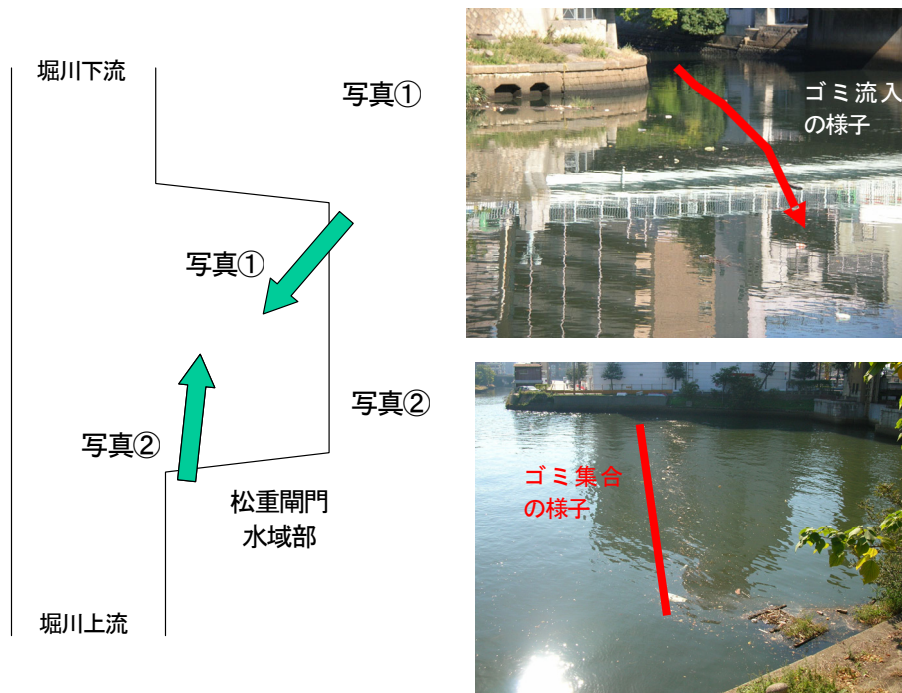 堀川下流
写真①
写真①
写真②
写真②
松重閘門
水域部
堀川上流
ゴミ流入
の様子
ゴミ集合
の様子